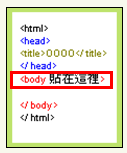 <html>
<head>
<title>OOOO</title>
</head>
<body 貼在這裡>
</body>
</html>